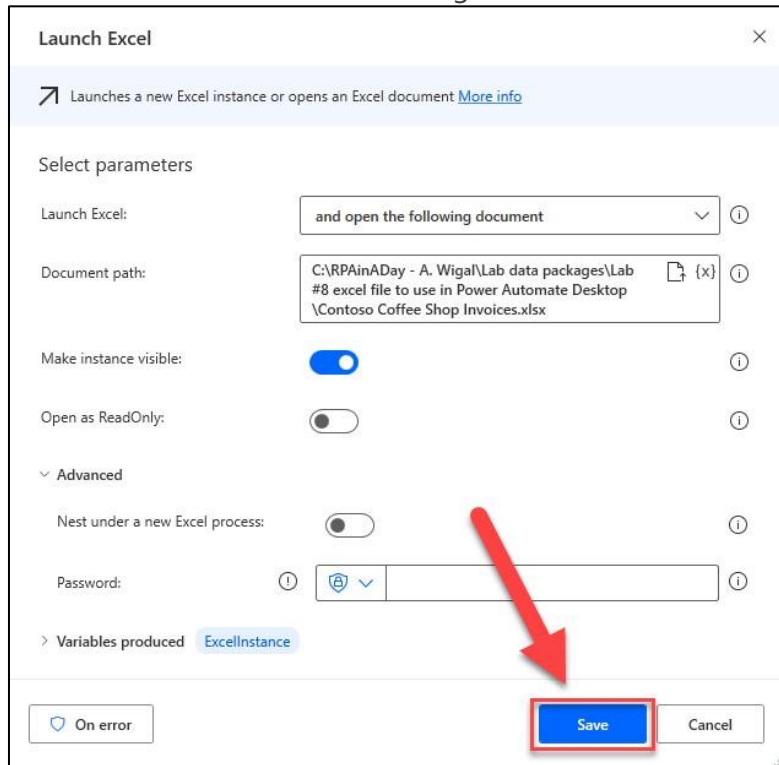 Launch Excel
Launches a new Excel instance or opens an Excel document More info
Select parameters
Launch Excel:
and open the following document
Document path:
C:\RPAinADay - A. Wigal\Lab data packages\Lab
#8 excel file to use in Power Automate Desktop
\Contoso Coffee Shop Invoices.xlsx
{x}
Make instance visible:
Open as ReadOnly:
Advanced
Nest under a new Excel process:
Password:
Variables produced ExcelInstance
On error
Save
Cancel